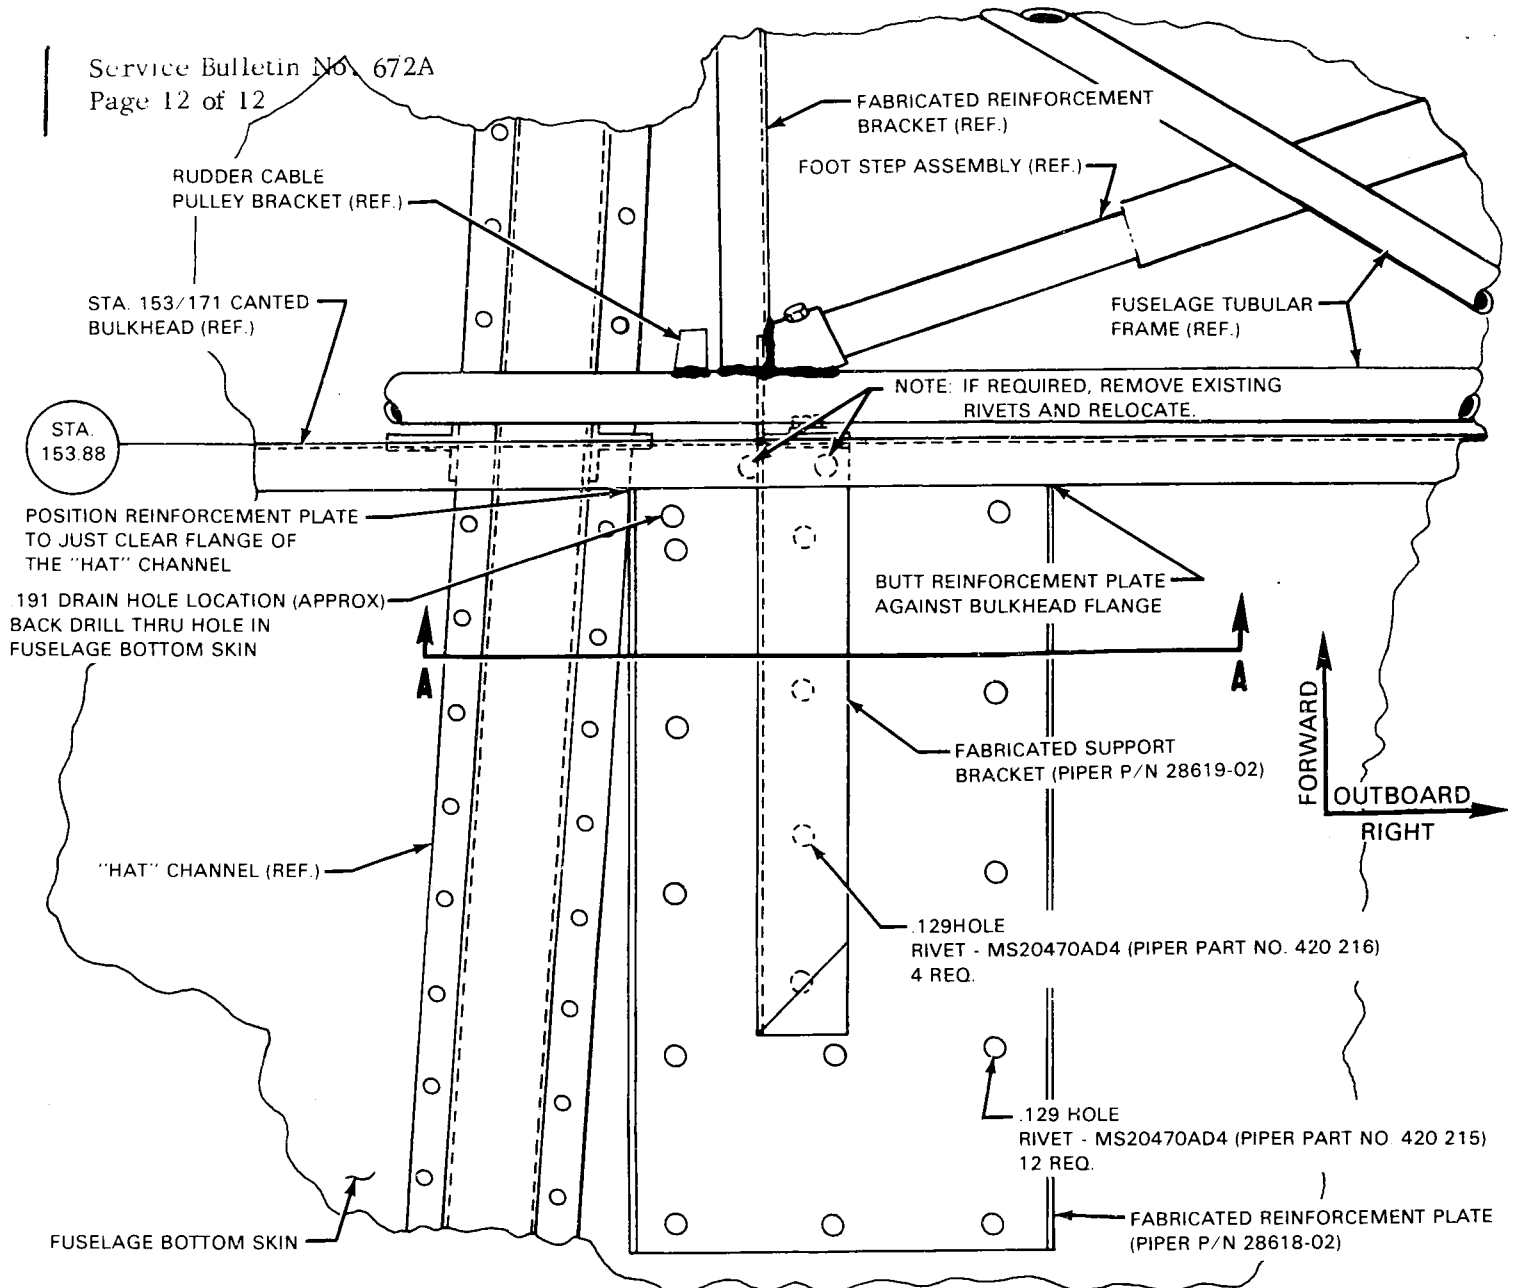 Service Bulletin No. 672A
Page 12 of 12
FABRICATED REINFORCEMENT
BRACKET (REF.)
FOOT STEP ASSEMBLY (REF.)
RUDDER CABLE
PULLEY BRACKET (REF.)
STA. 153/171 CANTED
BULKHEAD (REF.)
FUSELAGE TUBULAR
FRAME (REF.)
NOTE: IF REQUIRED, REMOVE EXISTING
RIVETS AND RELOCATE.
STA.
153.88
POSITION REINFORCEMENT PLATE
TO JUST CLEAR FLANGE OF
THE "HAT" CHANNEL
BUTT REINFORCEMENT PLATE
AGAINST BULKHEAD FLANGE
.191 DRAIN HOLE LOCATION (APPROX)
BACK DRILL THRU HOLE IN
FUSELAGE BOTTOM SKIN
A
A
FORWARD
OUTBOARD
RIGHT
FABRICATED SUPPORT
BRACKET (PIPER P/N 28619-02)
"HAT" CHANNEL (REF.)
.129HOLE
RIVET - MS20470AD4 (PIPER PART NO. 420 216)
4 REQ.
.129 HOLE
RIVET - MS20470AD4 (PIPER PART NO. 420 215)
12 REQ.
FUSELAGE BOTTOM SKIN
FABRICATED REINFORCEMENT PLATE
(PIPER P/N 28618-02)